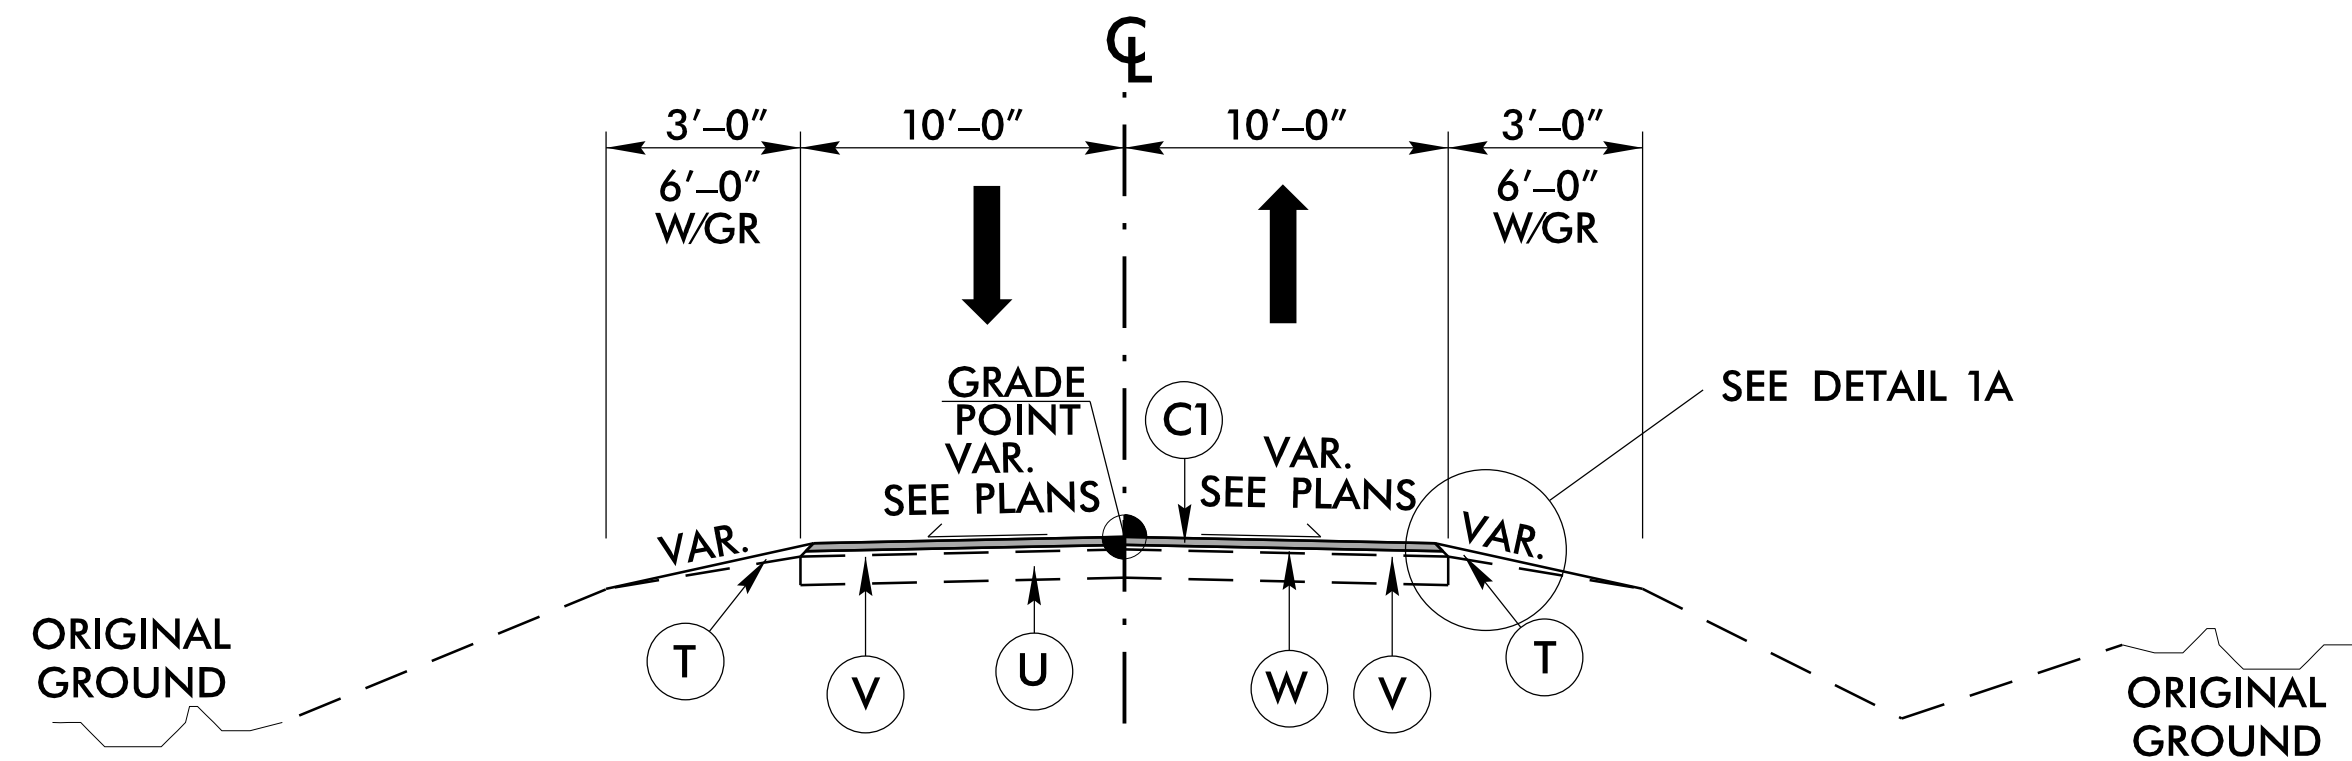 ℄
3'–0" 10'–0" 10'–0" 3'–0"
6'–0" 6'–0"
W/GR W/GR
GRADE
POINT
C1
SEE DETAIL 1A
VAR. VAR.
SEE PLANS SEE PLANS
VAR. VAR.
ORIGINAL
GROUND
T V U W V T
ORIGINAL
GROUND